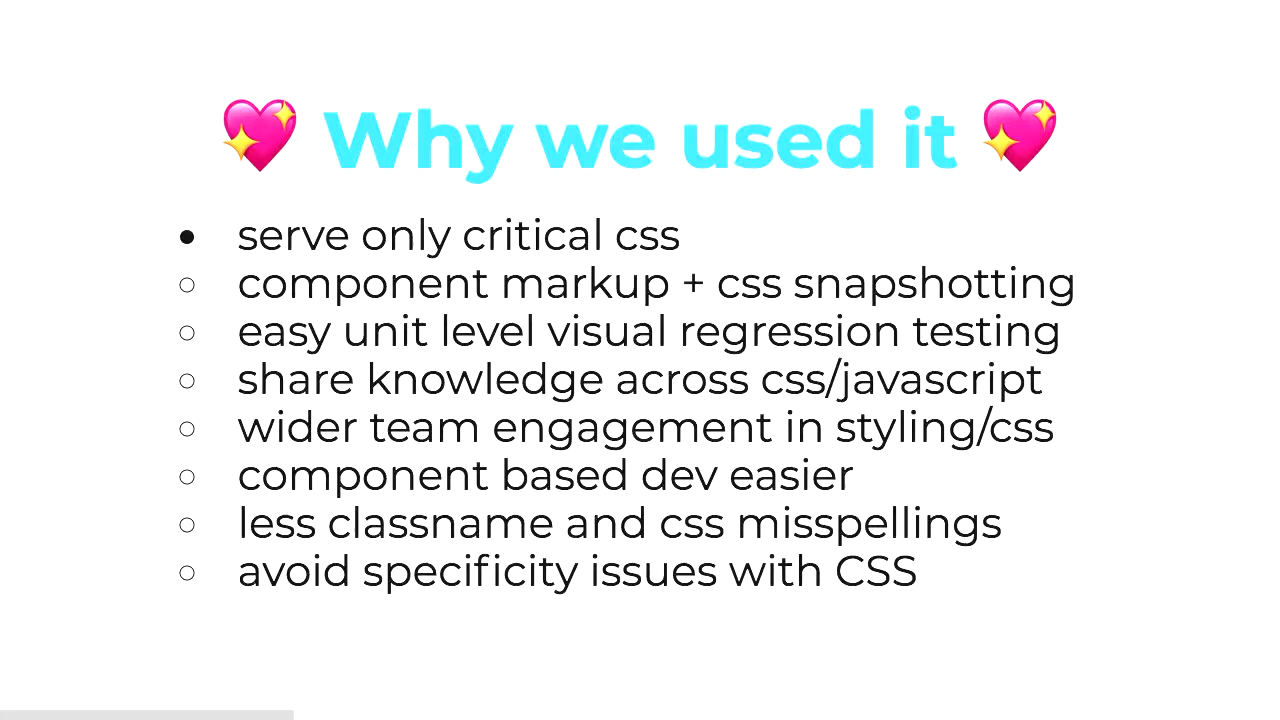 💖 Why we used it 💖
serve only critical css
component markup + css snapshotting
easy unit level visual regression testing
share knowledge across css/javascript
wider team engagement in styling/css
component based dev easier
less classname and css misspellings
avoid specificity issues with CSS